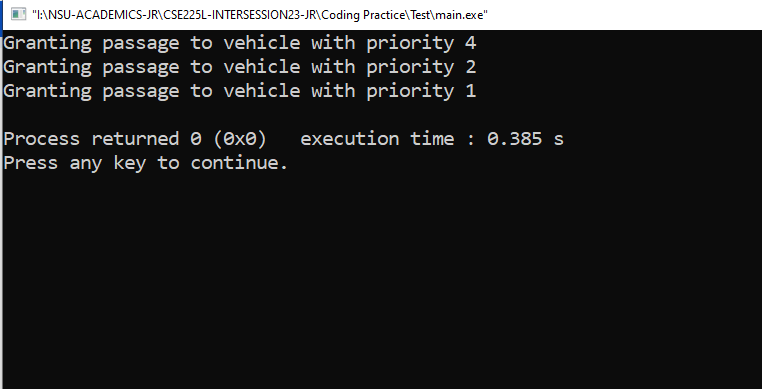 "I:\NSU-ACADEMICS-JR\CSE225L-INTERSESSION23-JR\Coding Practice\Test\main.exe"
Granting passage to vehicle with priority 4
Granting passage to vehicle with priority 2
Granting passage to vehicle with priority 1
Process returned 0 (0x0)   execution time : 0.385 s
Press any key to continue.